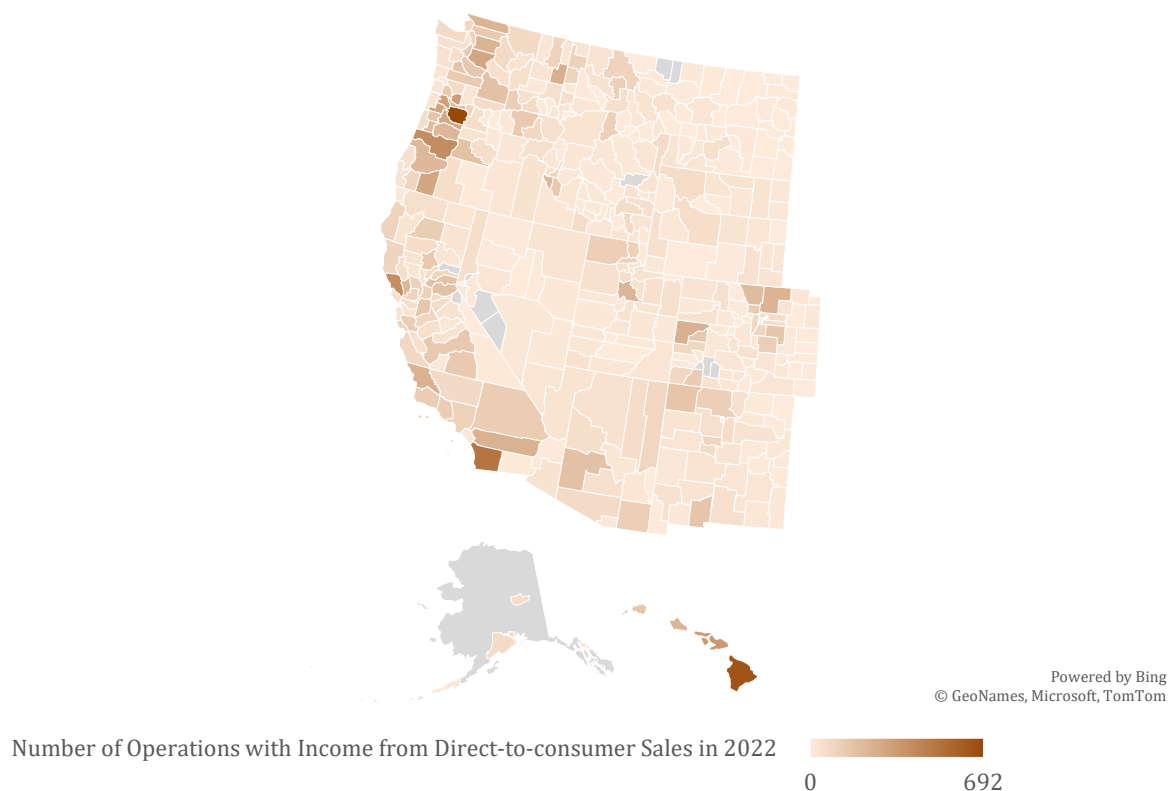 Powered by Bing
© GeoNames, Microsoft, TomTom
Number of Operations with Income from Direct-to-consumer Sales in 2022
0 692